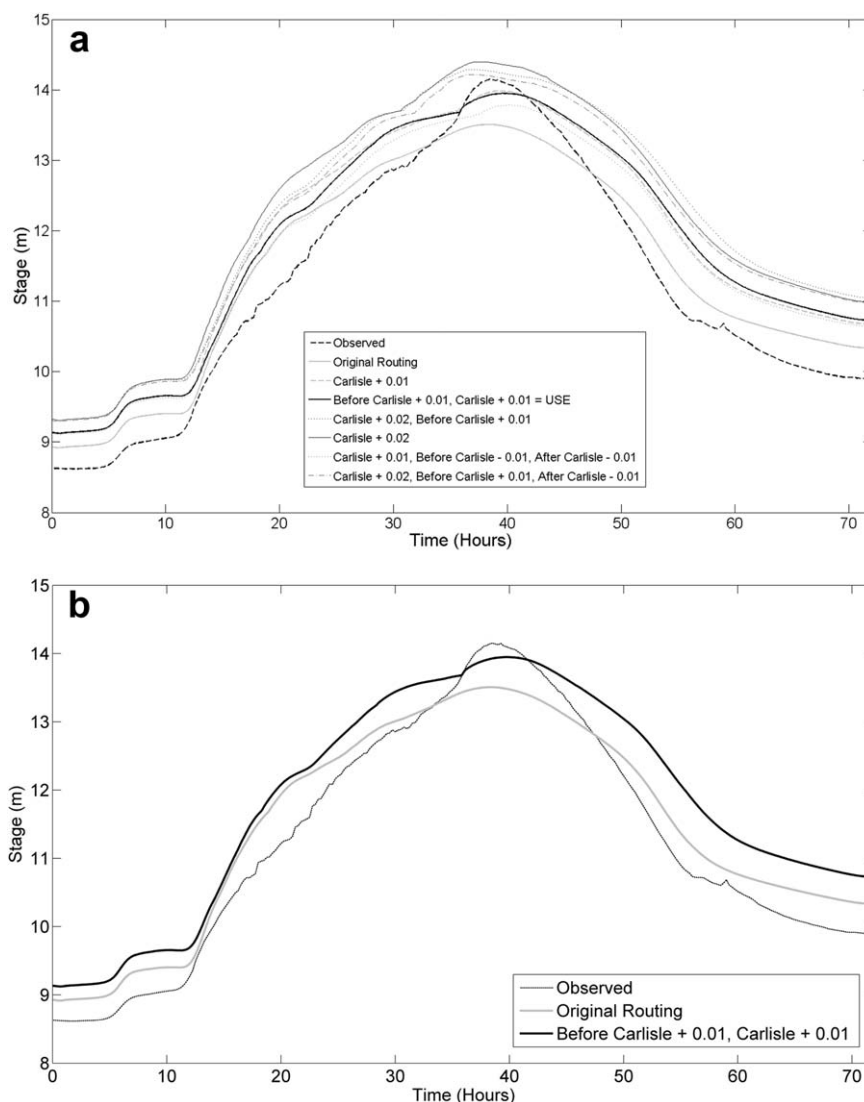 a
15
14
13
12
11
10
9
8
Stage (m)
Observed
Original Routing
Carlisle + 0.01
Before Carlisle + 0.01, Carlisle + 0.01 = USE
Carlisle + 0.02, Before Carlisle + 0.01
Carlisle + 0.02
Carlisle + 0.01, Before Carlisle - 0.01, After Carlisle - 0.01
Carlisle + 0.02, Before Carlisle + 0.01, After Carlisle - 0.01
0 10 20 30 40 50 60 70
Time (Hours)
b
15
14
13
12
11
10
9
8
Stage (m)
Observed
Original Routing
Before Carlisle + 0.01, Carlisle + 0.01
0 10 20 30 40 50 60 70
Time (Hours)